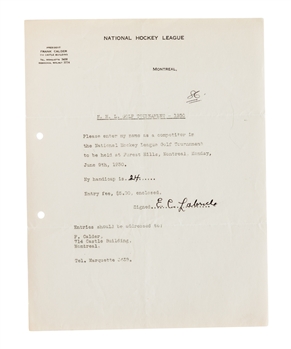 NATIONAL HOCKEY LEAGUE
PRESIDENT
FRANK CALDER
MONTREAL,
N. H. L. GOLF TOURNAMENT - 1930
Please enter my name as a competitor in
the National Hockey League Golf Tournament
to be held at Forest Hills, Montreal, Monday,
June 9th, 1930.
My Handicap is. 24.....
Entry fee, $5.00, enclosed.
Signed
Entries should be addressed to:
F. Calder,
714 Castle Building,
Montreal.
Tel. Marquette